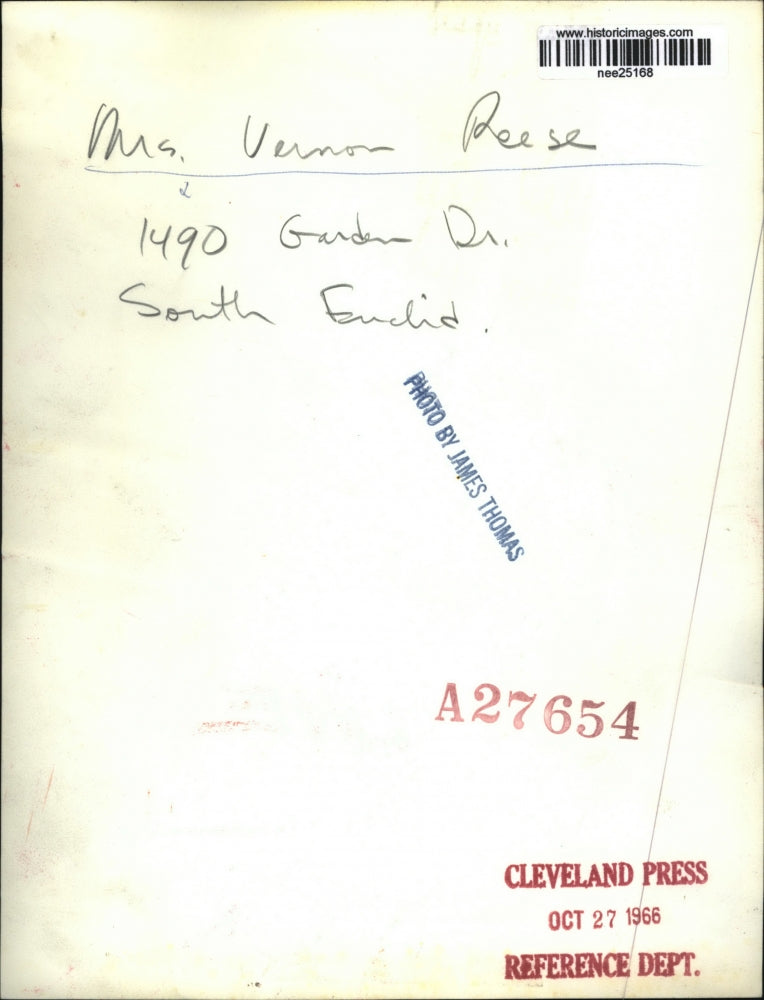 www.historicimages.com
nee25168
Mrs. Vernon Reese
1490 Garden Dr.
South Euclid.
PHOTO BY JAMES THOMAS
A27654
CLEVELAND PRESS
OCT 27 1966
REFERENCE DEPT.